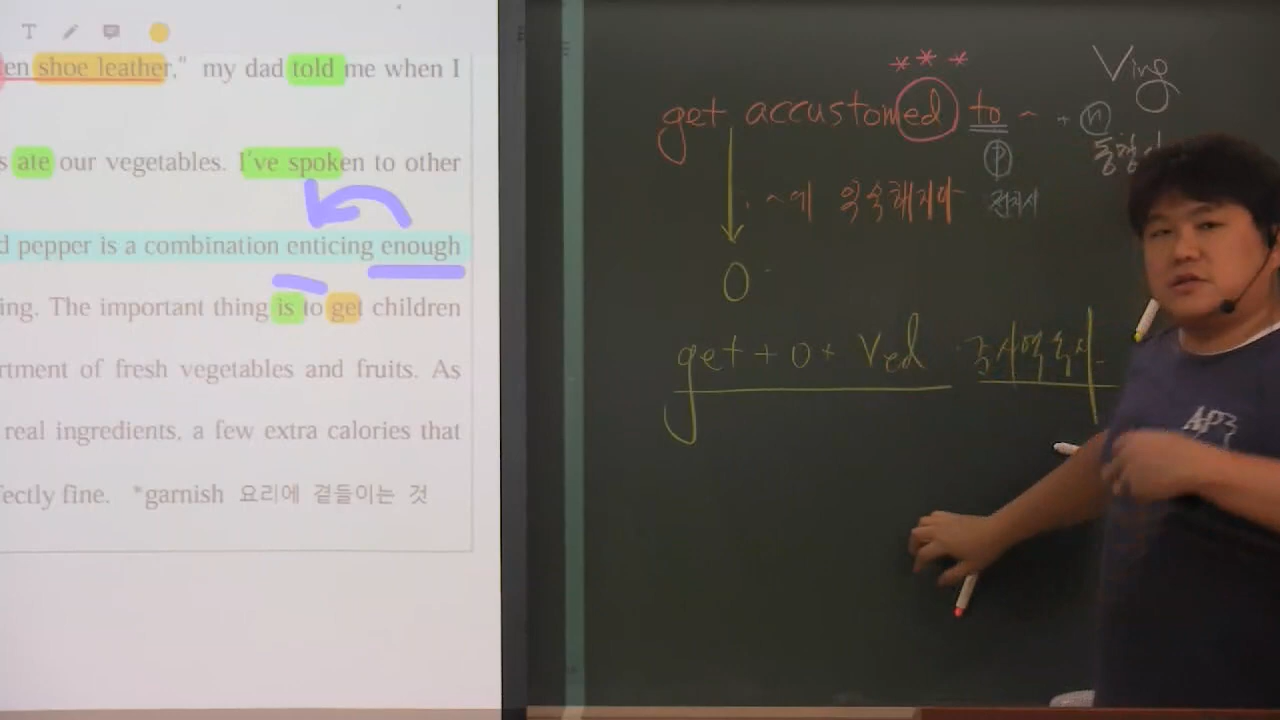 T
en shoe leather," my dad told me when I
s ate our vegetables. I've spoken to other
d pepper is a combination enticing enough
ing. The important thing is to get children
rtment of fresh vegetables and fruits. As
real ingredients, a few extra calories that
fectly fine. *garnish 요리에 곁들이는 것
* * *
Ving
get accustomed to ~ + n
P
동명
: ~에 익숙해지다 전치사
O
get + O + Ved